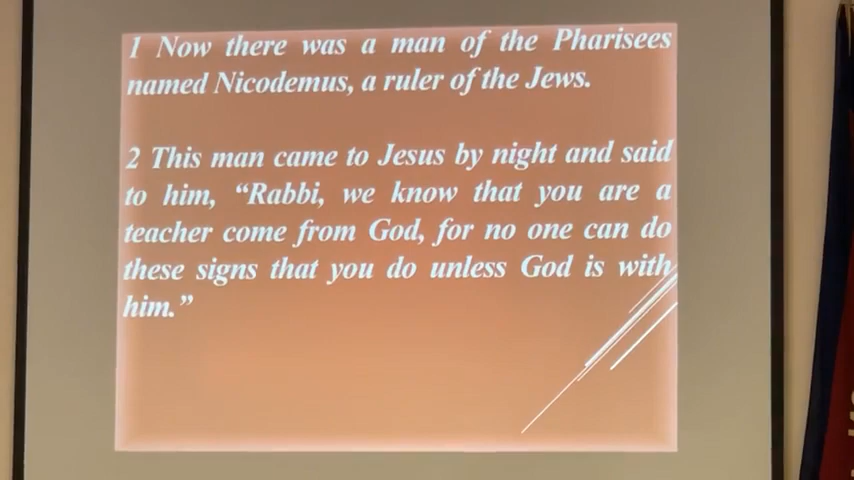 1 Now there was a man of the Pharisees
named Nicodemus, a ruler of the Jews.
2 This man came to Jesus by night and said
to him, “Rabbi, we know that you are a
teacher come from God, for no one can do
these signs that you do unless God is with
him.”